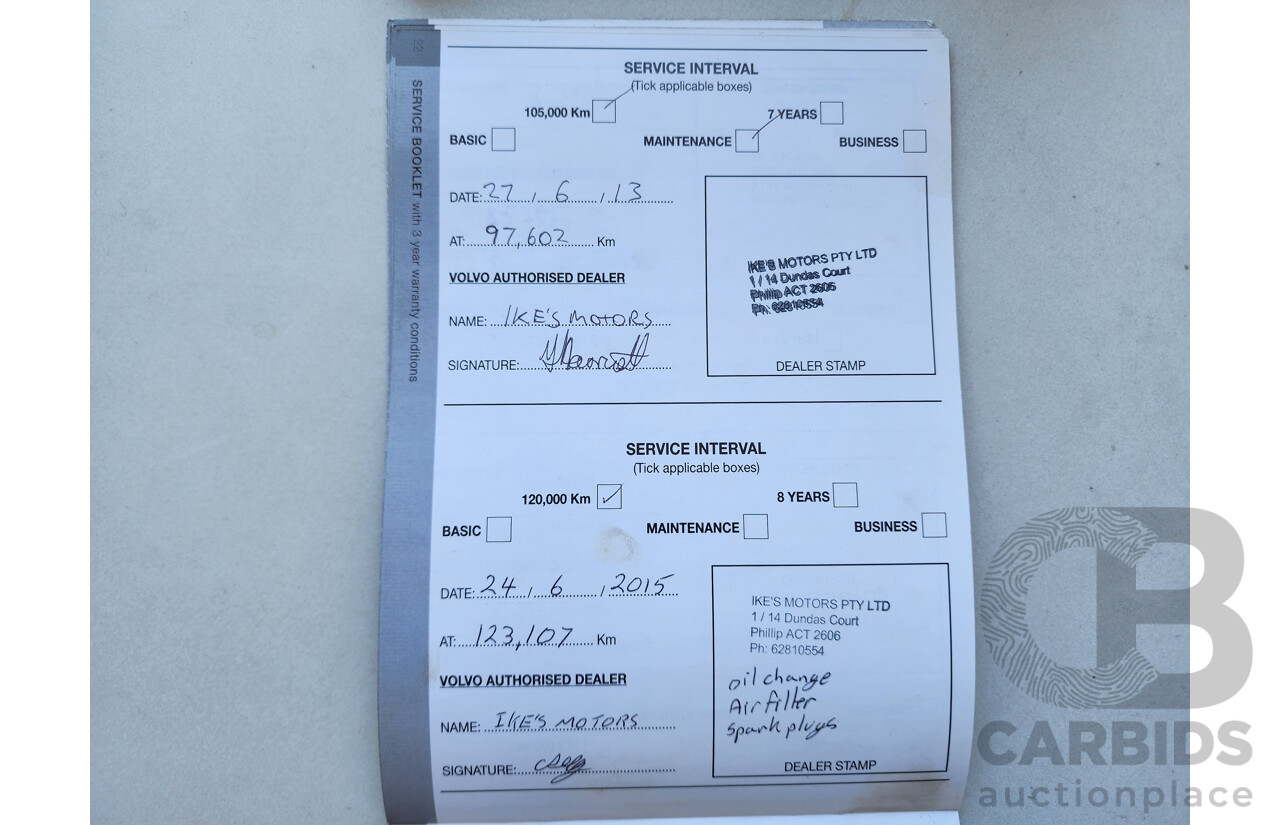 22
SERVICE BOOKLET with 3 year warranty conditions
SERVICE INTERVAL
(Tick applicable boxes)
105,000 Km 7 YEARS
BASIC MAINTENANCE BUSINESS
DATE: 27 / 6 / 13
AT: 97,602 Km
VOLVO AUTHORISED DEALER
NAME: IKE'S MOTORS
SIGNATURE:
IKE'S MOTORS PTY LTD
1 / 14 Dundas Court
Phillip ACT 2606
Ph: 62810554
DEALER STAMP
SERVICE INTERVAL
(Tick applicable boxes)
120,000 Km ✓ 8 YEARS
BASIC MAINTENANCE BUSINESS
DATE: 24 / 6 / 2015
AT: 123,107 Km
VOLVO AUTHORISED DEALER
NAME: IKE'S MOTORS
SIGNATURE:
IKE'S MOTORS PTY LTD
1 / 14 Dundas Court
Phillip ACT 2606
Ph: 62810554
oil change
Air filter
spark plugs
DEALER STAMP
CB
CARBIDS
auctionplace